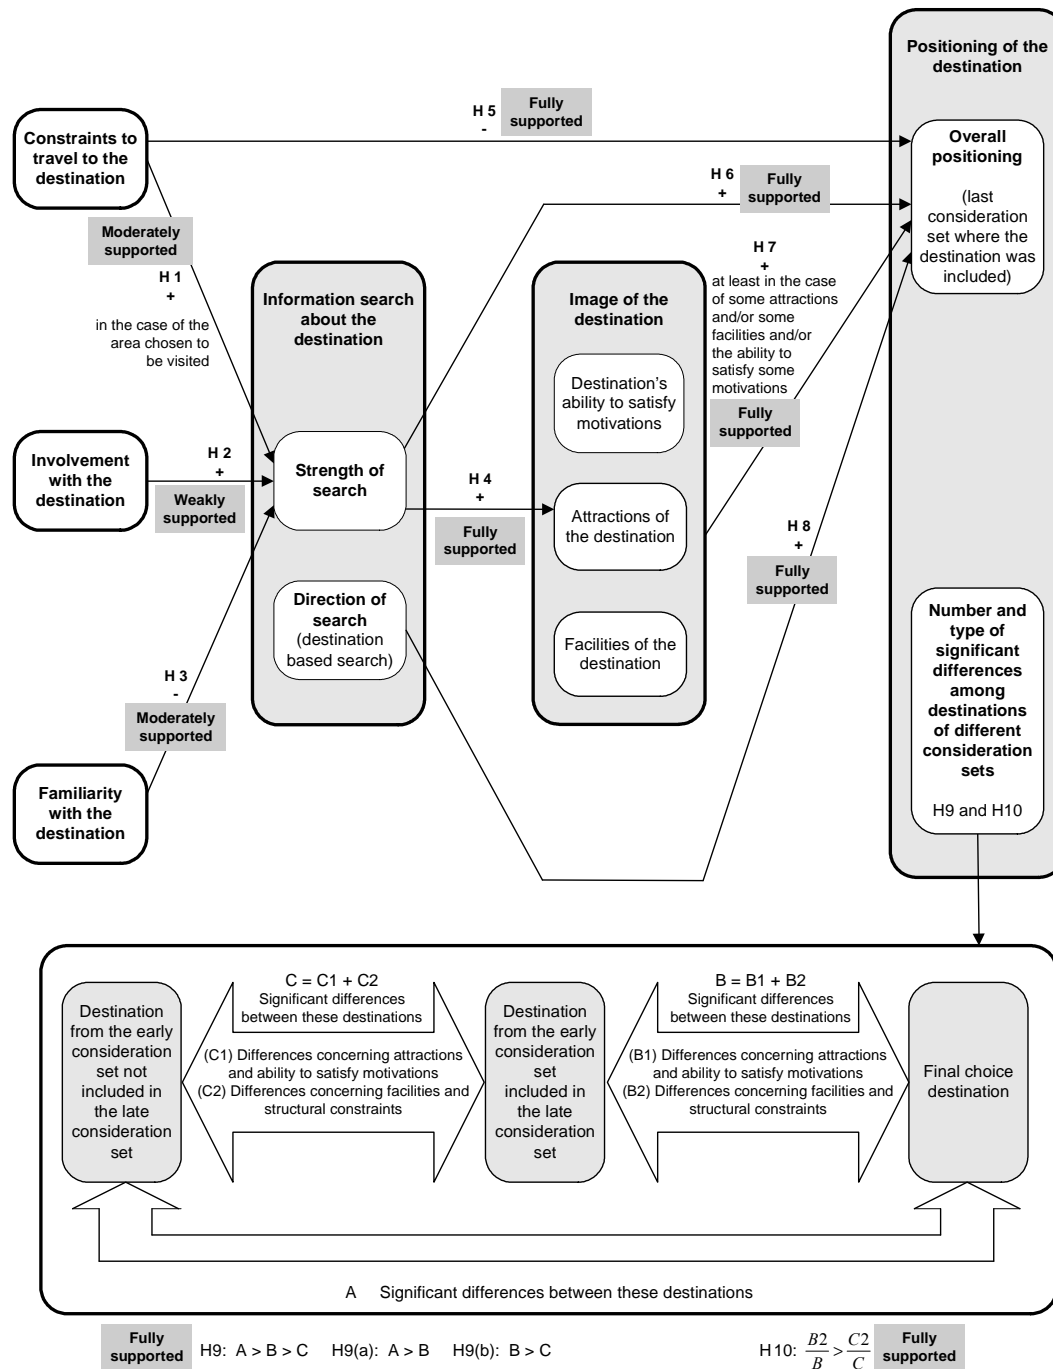 Positioning of the
destination
H 5
-
Fully
supported
Constraints to
travel to the
destination
Overall
positioning
(last
consideration
set where the
destination was
included)
H 6
+
Fully
supported
Moderately
supported
H 1
+
in the case of the
area chosen to
be visited
H 7
+
at least in the case
of some attractions
and/or some
facilities and/or
the ability to
satisfy some
motivations
Fully
supported
Information search
about the
destination
Image of the
destination
Destination's
ability to satisfy
motivations
Involvement with the
destination
H 2
+
Weakly
supported
Strength of
search
H 4
+
Fully
supported
Attractions of
the destination
H 8
+
Fully
supported
Direction of
search
(destination
based search)
Facilities of the
destination
Number and
type of
significant
differences
among
destinations
of different
consideration
sets
H9 and H10
H 3
-
Moderately
supported
Familiarity
with the
destination
Destination
from the early
consideration
set not
included in
the late
consideration
set
C = C1 + C2
Significant differences
between these destinations
(C1) Differences concerning attractions
and ability to satisfy motivations
(C2) Differences concerning facilities and
structural constraints
Destination
from the early
consideration
set
included in
the late
consideration
set
B = B1 + B2
Significant differences
between these destinations
(B1) Differences concerning attractions
and ability to satisfy motivations
(B2) Differences concerning facilities and
structural constraints
Final choice
destination
A Significant differences between these destinations
Fully
supported
H9: A > B > C H9(a): A > B H9(b): B > C
H10: B2/B > C2/C
Fully
supported